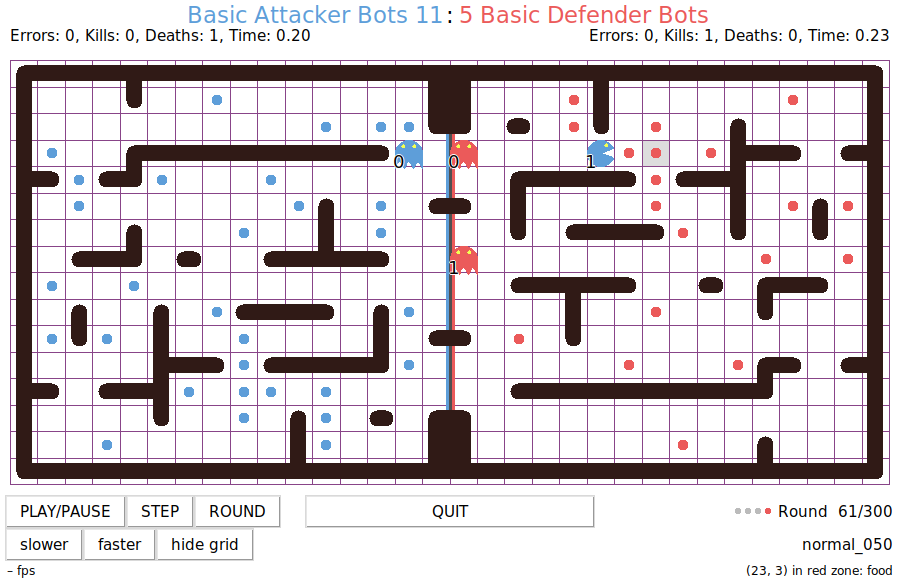 Basic Attacker Bots 11: 5 Basic Defender Bots
Errors: 0, Kills: 0, Deaths: 1, Time: 0.20
Errors: 0, Kills: 1, Deaths: 0, Time: 0.23
0 0 1
1
PLAY/PAUSE STEP ROUND QUIT Round 61/300
slower faster hide grid normal_050
– fps (23, 3) in red zone: food